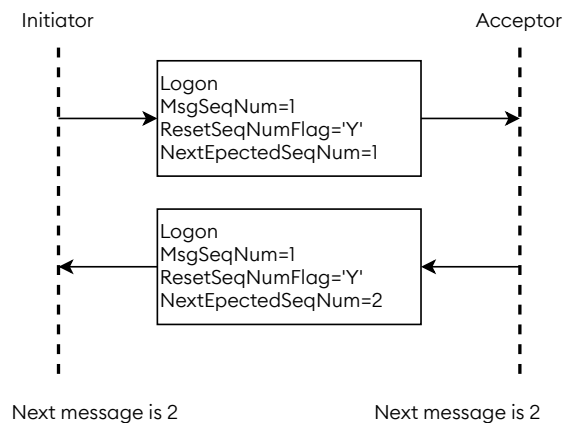 Initiator
Acceptor
Logon
MsgSeqNum=1
ResetSeqNumFlag='Y'
NextEpectedSeqNum=1
Logon
MsgSeqNum=1
ResetSeqNumFlag='Y'
NextEpectedSeqNum=2
Next message is 2
Next message is 2